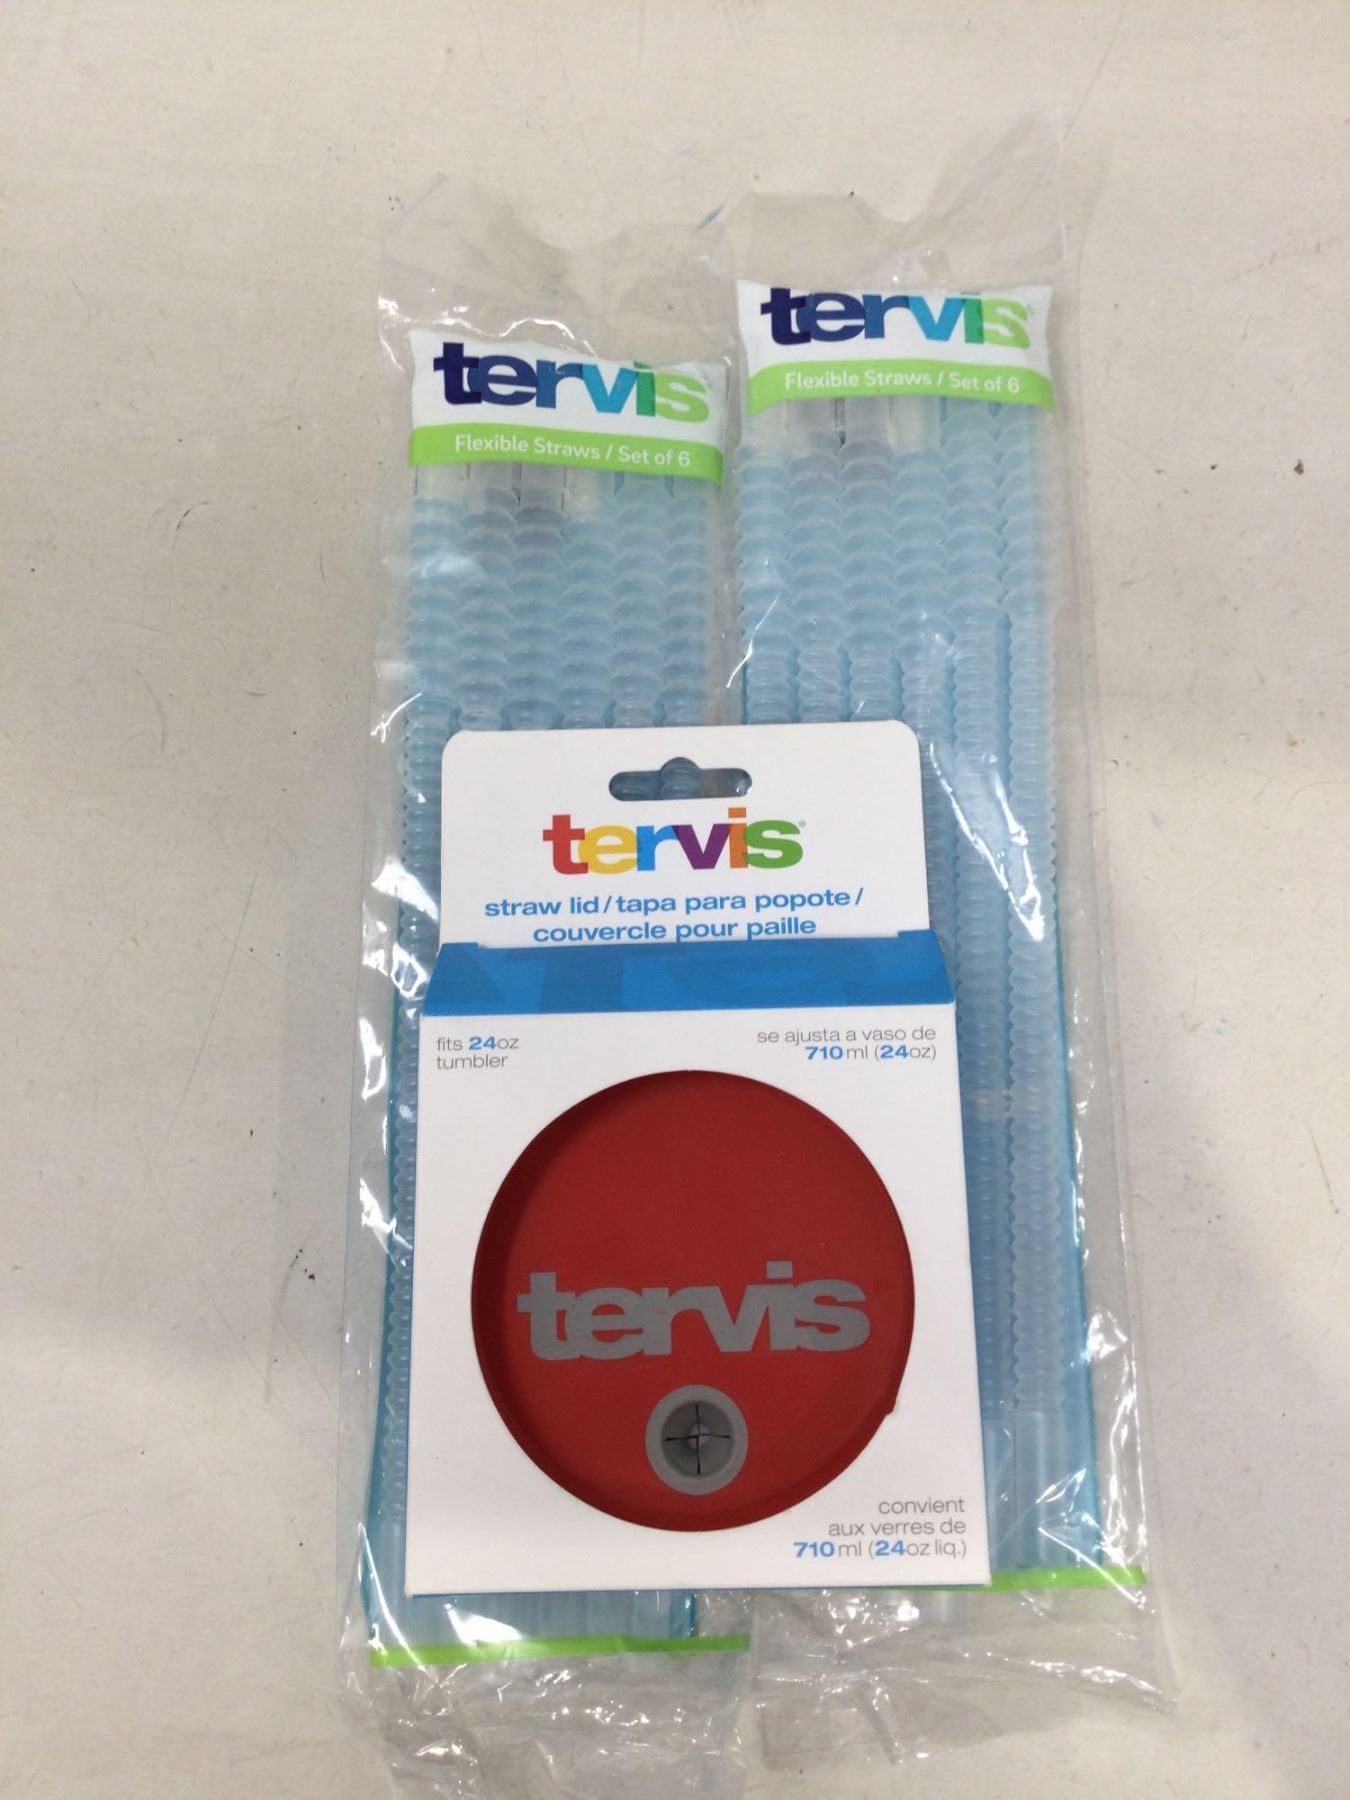 tervis
Flexible Straws / Set of 6
tervis
Flexible Straws / Set of 6
tervis®
straw lid / tapa para popote /
couvercle pour paille
fits 24oz
tumbler
se ajusta a vaso de
710 ml (24oz)
tervis
convient
aux verres de
710 ml (24oz liq.)